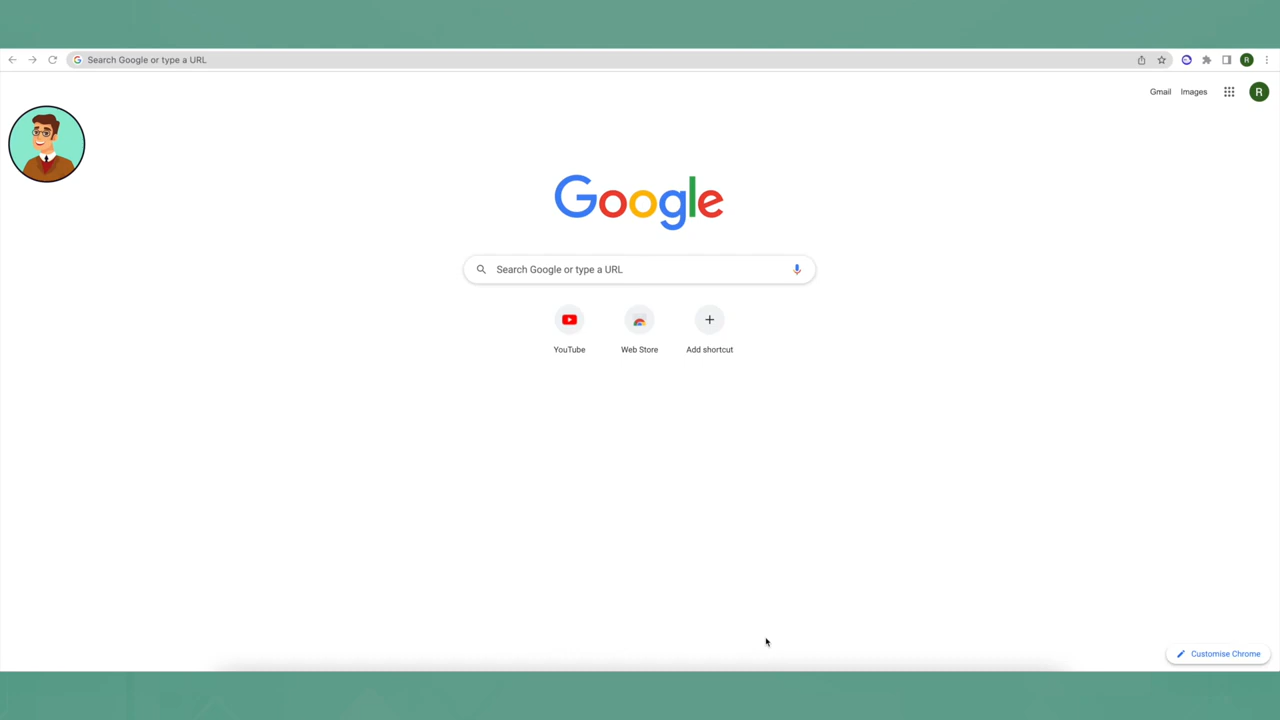 Search Google or type a URL
R
Gmail Images
R
Google
Search Google or type a URL
YouTube Web Store Add shortcut
Customise Chrome